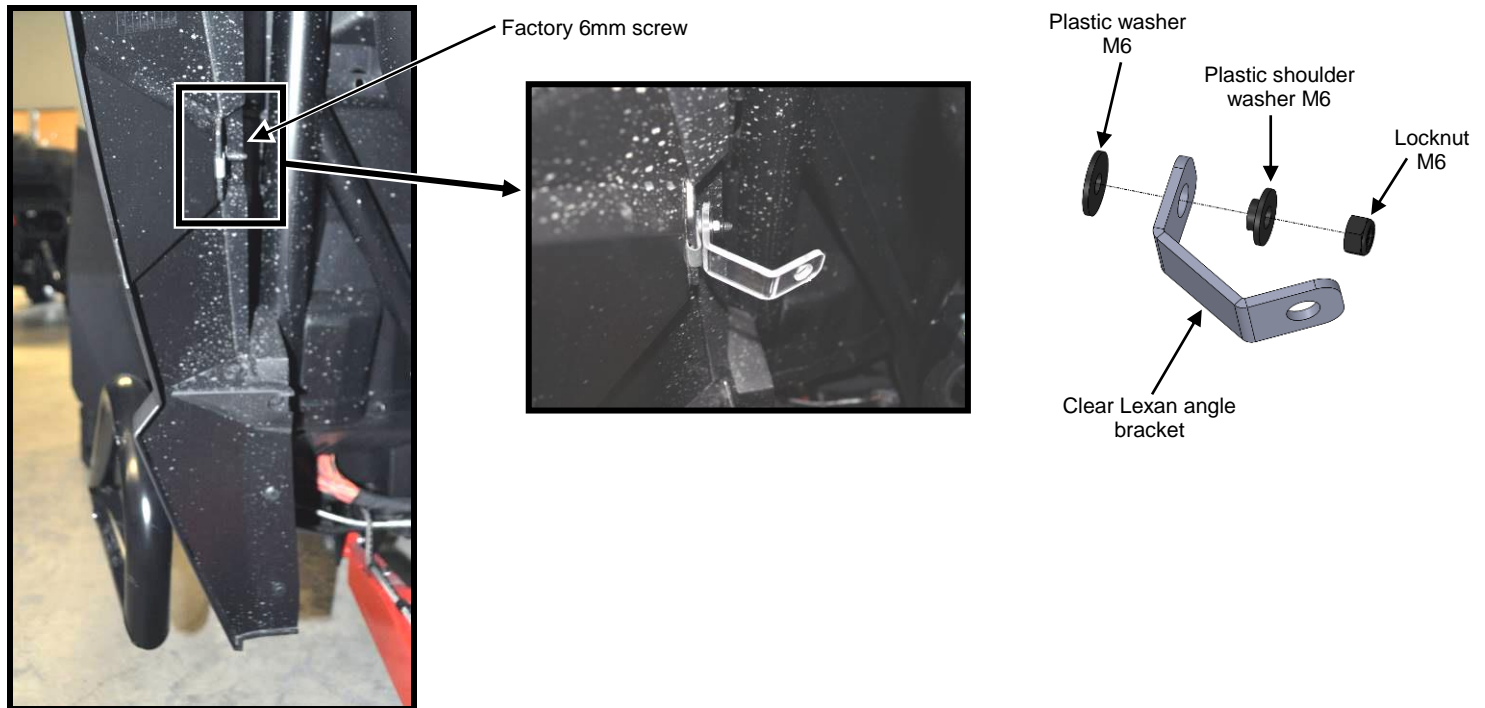 Factory 6mm screw
Plastic washer
M6
Plastic shoulder
washer M6
Locknut
M6
Clear Lexan angle
bracket